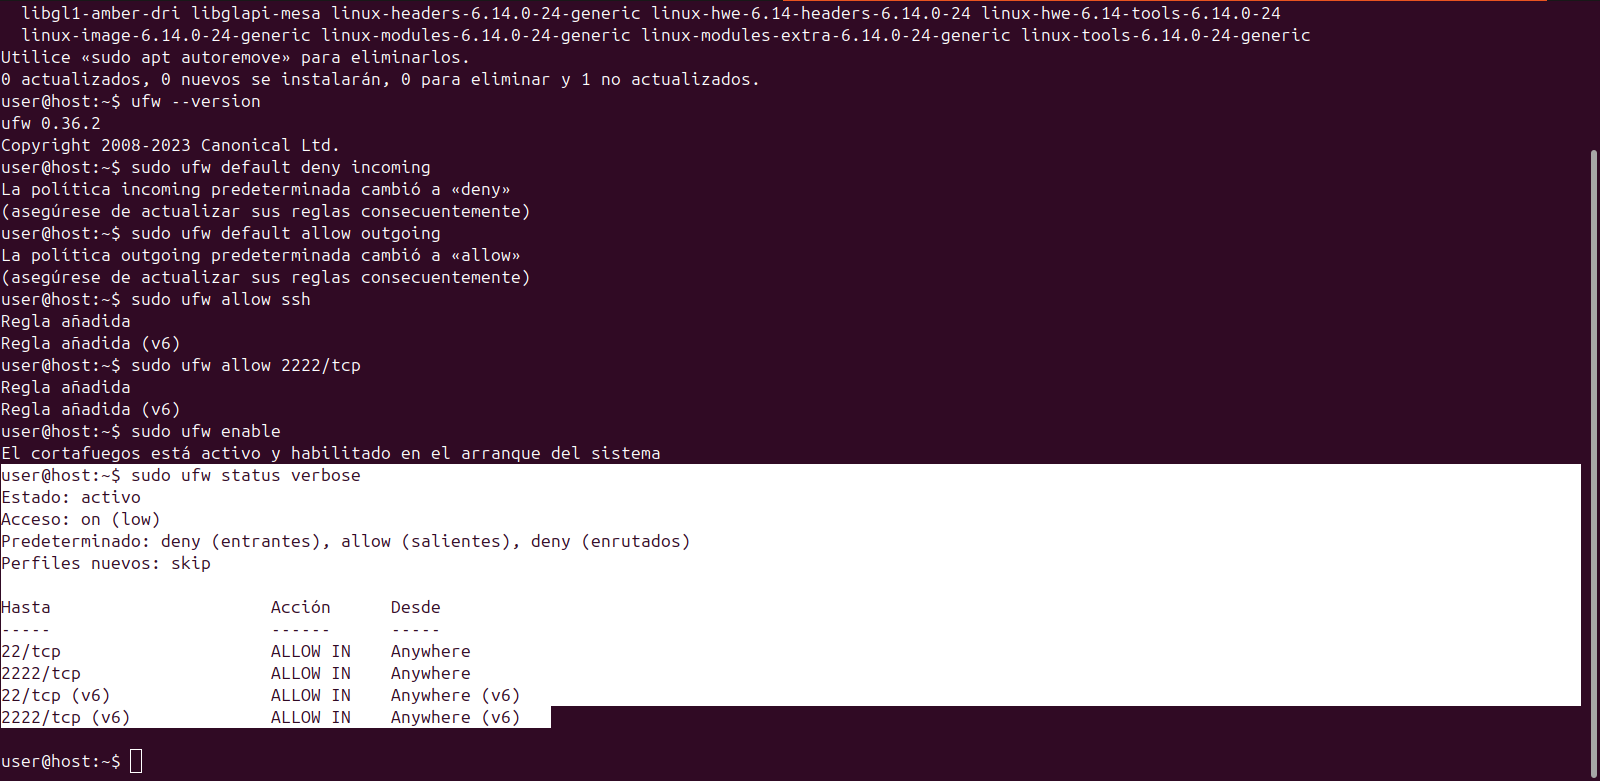 libgl1-amber-dri libglapi-mesa linux-headers-6.14.0-24-generic linux-hwe-6.14-headers-6.14.0-24 linux-hwe-6.14-tools-6.14.0-24
linux-image-6.14.0-24-generic linux-modules-6.14.0-24-generic linux-modules-extra-6.14.0-24-generic linux-tools-6.14.0-24-generic
Utilice «sudo apt autoremove» para eliminarlos.
0 actualizados, 0 nuevos se instalarán, 0 para eliminar y 1 no actualizados.
user@host:~$ ufw --version
ufw 0.36.2
Copyright 2008-2023 Canonical Ltd.
user@host:~$ sudo ufw default deny incoming
La política incoming predeterminada cambió a «deny»
(asegúrese de actualizar sus reglas consecuentemente)
user@host:~$ sudo ufw default allow outgoing
La política outgoing predeterminada cambió a «allow»
(asegúrese de actualizar sus reglas consecuentemente)
user@host:~$ sudo ufw allow ssh
Regla añadida
Regla añadida (v6)
user@host:~$ sudo ufw allow 2222/tcp
Regla añadida
Regla añadida (v6)
user@host:~$ sudo ufw enable
El cortafuegos está activo y habilitado en el arranque del sistema
user@host:~$ sudo ufw status verbose
Estado: activo
Acceso: on (low)
Predeterminado: deny (entrantes), allow (salientes), deny (enrutados)
Perfiles nuevos: skip
Hasta                      Acción      Desde
-----                      ------      -----
22/tcp                     ALLOW IN    Anywhere
2222/tcp                   ALLOW IN    Anywhere
22/tcp (v6)                ALLOW IN    Anywhere (v6)
2222/tcp (v6)              ALLOW IN    Anywhere (v6)
user@host:~$